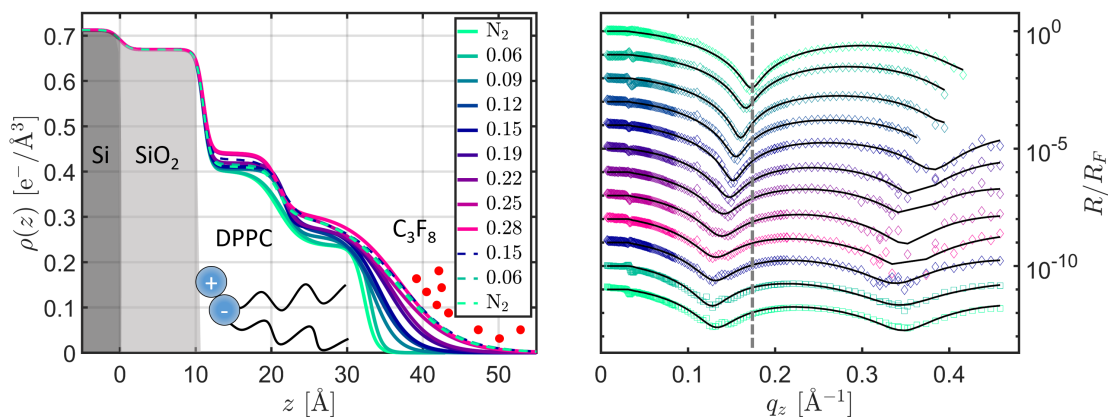 0.7
0.6
0.5
0.4
0.3
0.2
0.1
0
ρ(z) [e⁻/Å³]
Si
SiO₂
DPPC
C₃F₈
+
-
N₂
0.06
0.09
0.12
0.15
0.19
0.22
0.25
0.28
0.15
0.06
N₂
0 10 20 30 40 50
z [Å]
10⁰
10⁻⁵
10⁻¹⁰
R/R_F
0 0.1 0.2 0.3 0.4
q_z [Å⁻¹]